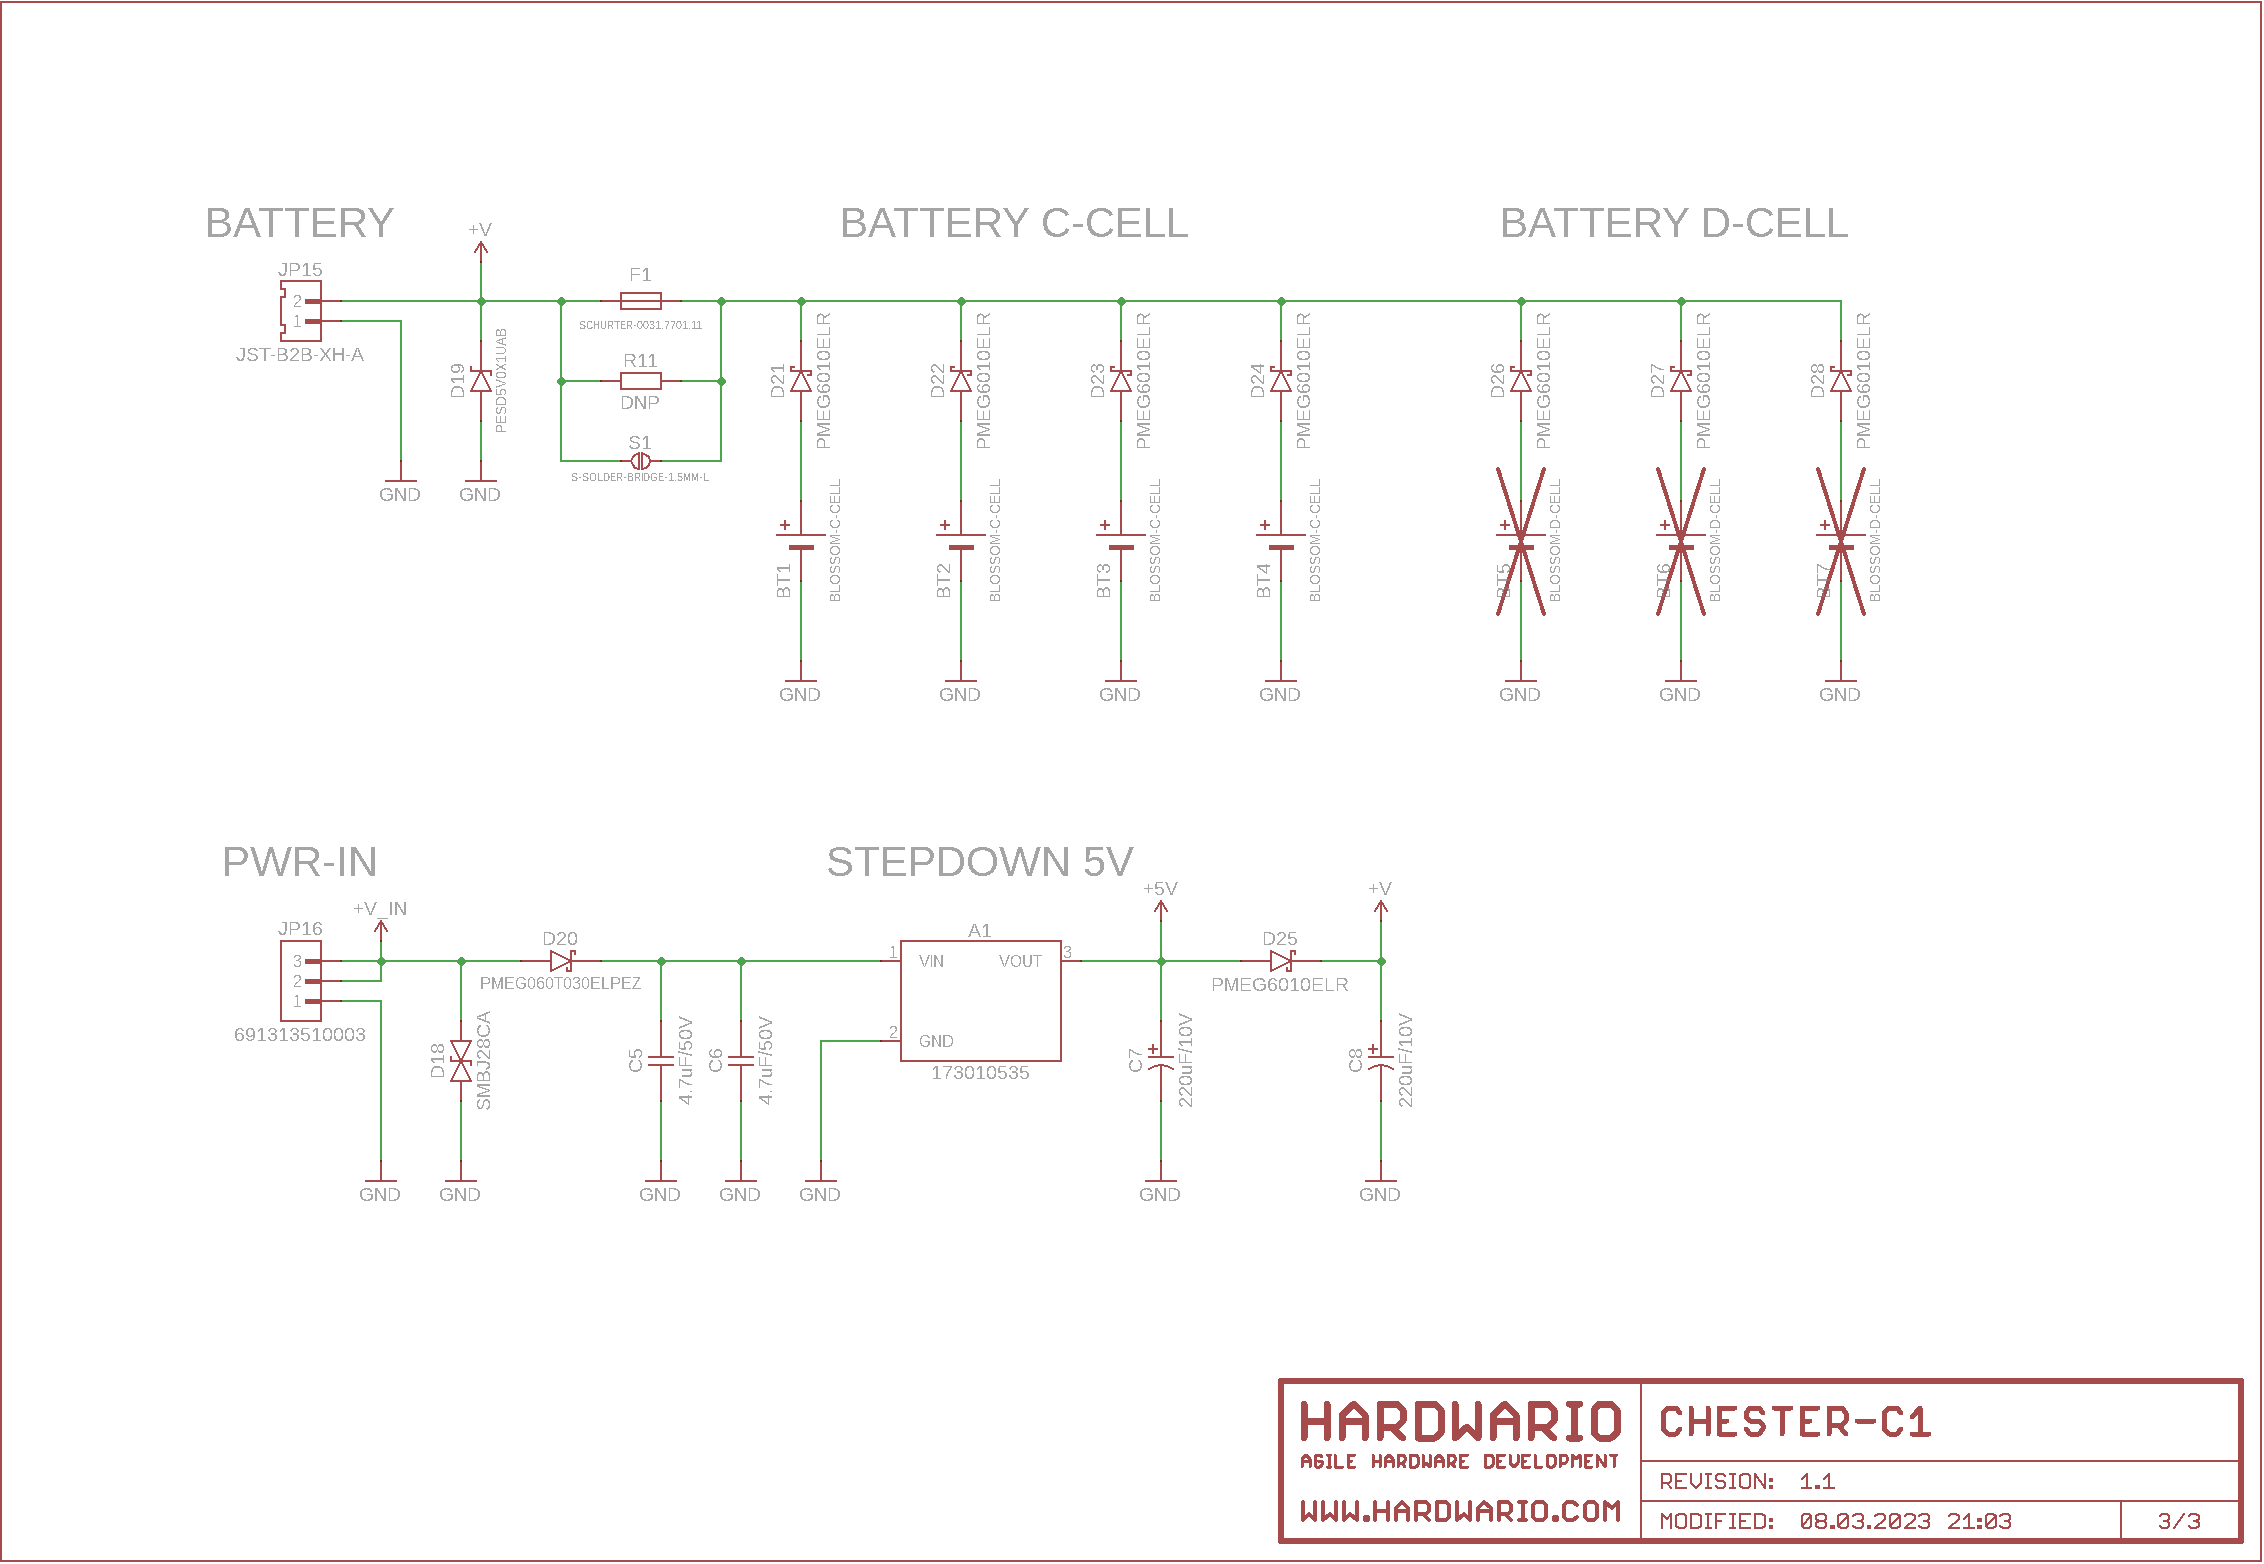 BATTERY
BATTERY C-CELL
BATTERY D-CELL
+V
JP15
2
1
JST-B2B-XH-A
GND
D19
PESD5V0X1UAB
GND
F1
SCHURTER-0031.7701.11
R11
DNP
S1
S-SOLDER-BRIDGE-1.5MM-L
D21
PMEG6010ELR
+
BT1
BLOSSOM-C-CELL
GND
D22
PMEG6010ELR
+
BT2
BLOSSOM-C-CELL
GND
D23
PMEG6010ELR
+
BT3
BLOSSOM-C-CELL
GND
D24
PMEG6010ELR
+
BT4
BLOSSOM-C-CELL
GND
D26
PMEG6010ELR
+
BT5
BLOSSOM-D-CELL
GND
D27
PMEG6010ELR
+
BT6
BLOSSOM-D-CELL
GND
D28
PMEG6010ELR
+
BT7
BLOSSOM-D-CELL
GND
PWR-IN
STEPDOWN 5V
+V_IN
JP16
3
2
1
691313510003
GND
D18
SMBJ28CA
GND
D20
PMEG060T030ELPEZ
C5
4.7uF/50V
GND
C6
4.7uF/50V
GND
A1
1
VIN
VOUT
3
2
GND
173010535
GND
+5V
C7
+
220uF/10V
GND
D25
PMEG6010ELR
+V
C8
+
220uF/10V
GND
HARDWARIO
AGILE HARDWARE DEVELOPMENT
WWW.HARDWARIO.COM
CHESTER-C1
REVISION: 1.1
MODIFIED: 08.03.2023 21:03
3/3